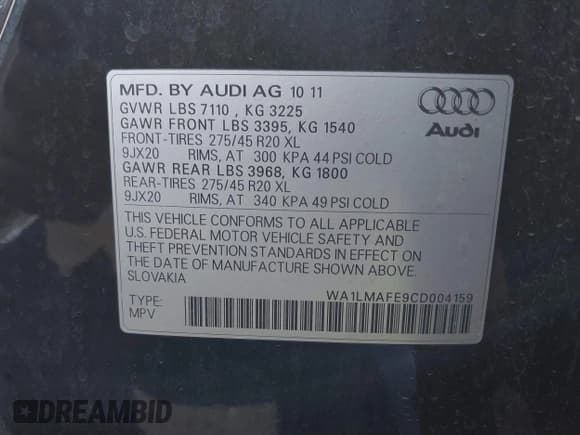 MFD. BY AUDI AG 10 11
GVWR LBS 7110 , KG 3225
GAWR FRONT LBS 3395, KG 1540
FRONT-TIRES 275/45 R20 XL
9JX20 RIMS, AT 300 KPA 44 PSI COLD
GAWR REAR LBS 3968, KG 1800
REAR-TIRES 275/45 R20 XL
9JX20 RIMS, AT 340 KPA 49 PSI COLD
Audi
THIS VEHICLE CONFORMS TO ALL APPLICABLE
U.S. FEDERAL MOTOR VEHICLE SAFETY AND
THEFT PREVENTION STANDARDS IN EFFECT ON
THE DATE OF MANUFACTURE SHOWN ABOVE.
SLOVAKIA
WA1LMAFE9CD004159
TYPE:
MPV
DREAMBID